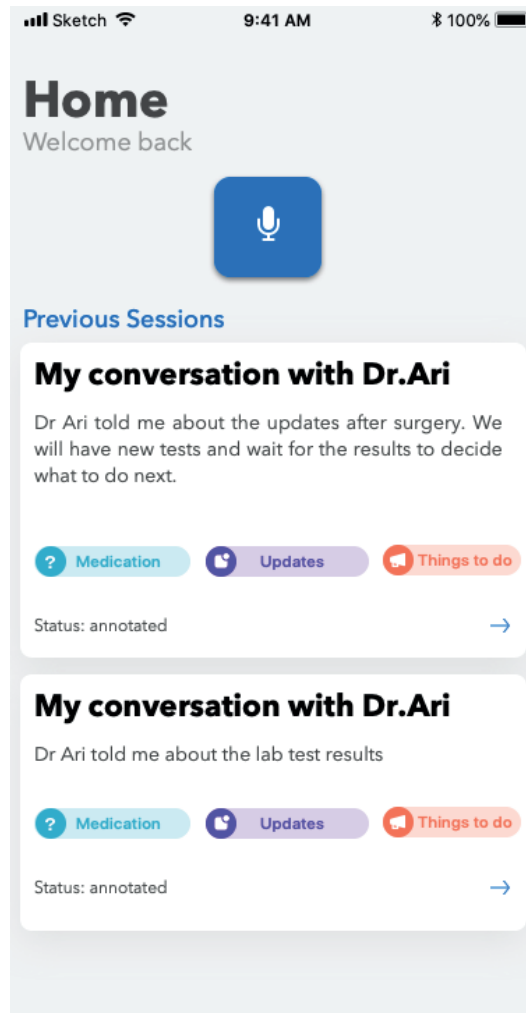 Sketch 9:41 AM 100%
Home
Welcome back
Previous Sessions
My conversation with Dr.Ari
Dr Ari told me about the updates after surgery. We
will have new tests and wait for the results to decide
what to do next.
? Medication Updates Things to do
Status: annotated →
My conversation with Dr.Ari
Dr Ari told me about the lab test results
? Medication Updates Things to do
Status: annotated →